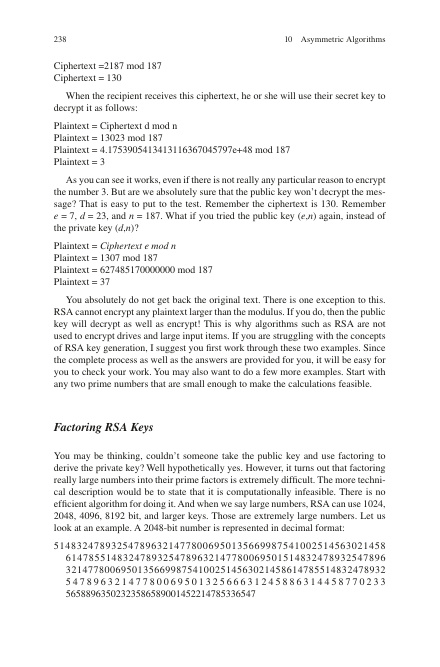 238 10 Asymmetric Algorithms
Ciphertext =2187 mod 187
Ciphertext = 130
When the recipient receives this ciphertext, he or she will use their secret key to
decrypt it as follows:
Plaintext = Ciphertext d mod n
Plaintext = 13023 mod 187
Plaintext = 4.1753905413413116367045797e+48 mod 187
Plaintext = 3
As you can see it works, even if there is not really any particular reason to encrypt
the number 3. But are we absolutely sure that the public key won't decrypt the mes-
sage? That is easy to put to the test. Remember the ciphertext is 130. Remember
e = 7, d = 23, and n = 187. What if you tried the public key (e,n) again, instead of
the private key (d,n)?
Plaintext = Ciphertext e mod n
Plaintext = 1307 mod 187
Plaintext = 627485170000000 mod 187
Plaintext = 37
You absolutely do not get back the original text. There is one exception to this.
RSA cannot encrypt any plaintext larger than the modulus. If you do, then the public
key will decrypt as well as encrypt! This is why algorithms such as RSA are not
used to encrypt drives and large input items. If you are struggling with the concepts
of RSA key generation, I suggest you first work through these two examples. Since
the complete process as well as the answers are provided for you, it will be easy for
you to check your work. You may also want to do a few more examples. Start with
any two prime numbers that are small enough to make the calculations feasible.
Factoring RSA Keys
You may be thinking, couldn't someone take the public key and use factoring to
derive the private key? Well hypothetically yes. However, it turns out that factoring
really large numbers into their prime factors is extremely difficult. The more techni-
cal description would be to state that it is computationally infeasible. There is no
efficient algorithm for doing it. And when we say large numbers, RSA can use 1024,
2048, 4096, 8192 bit, and larger keys. Those are extremely large numbers. Let us
look at an example. A 2048-bit number is represented in decimal format:
5148324789325478963214778006950135669987541002514563021458
61478551483247893254789632147780069501514832478932547896
32147780069501356699875410025145630214586147855148324789 32
54789632147780069501325666312458863144587702 33
56588963502323586589001452214785336547